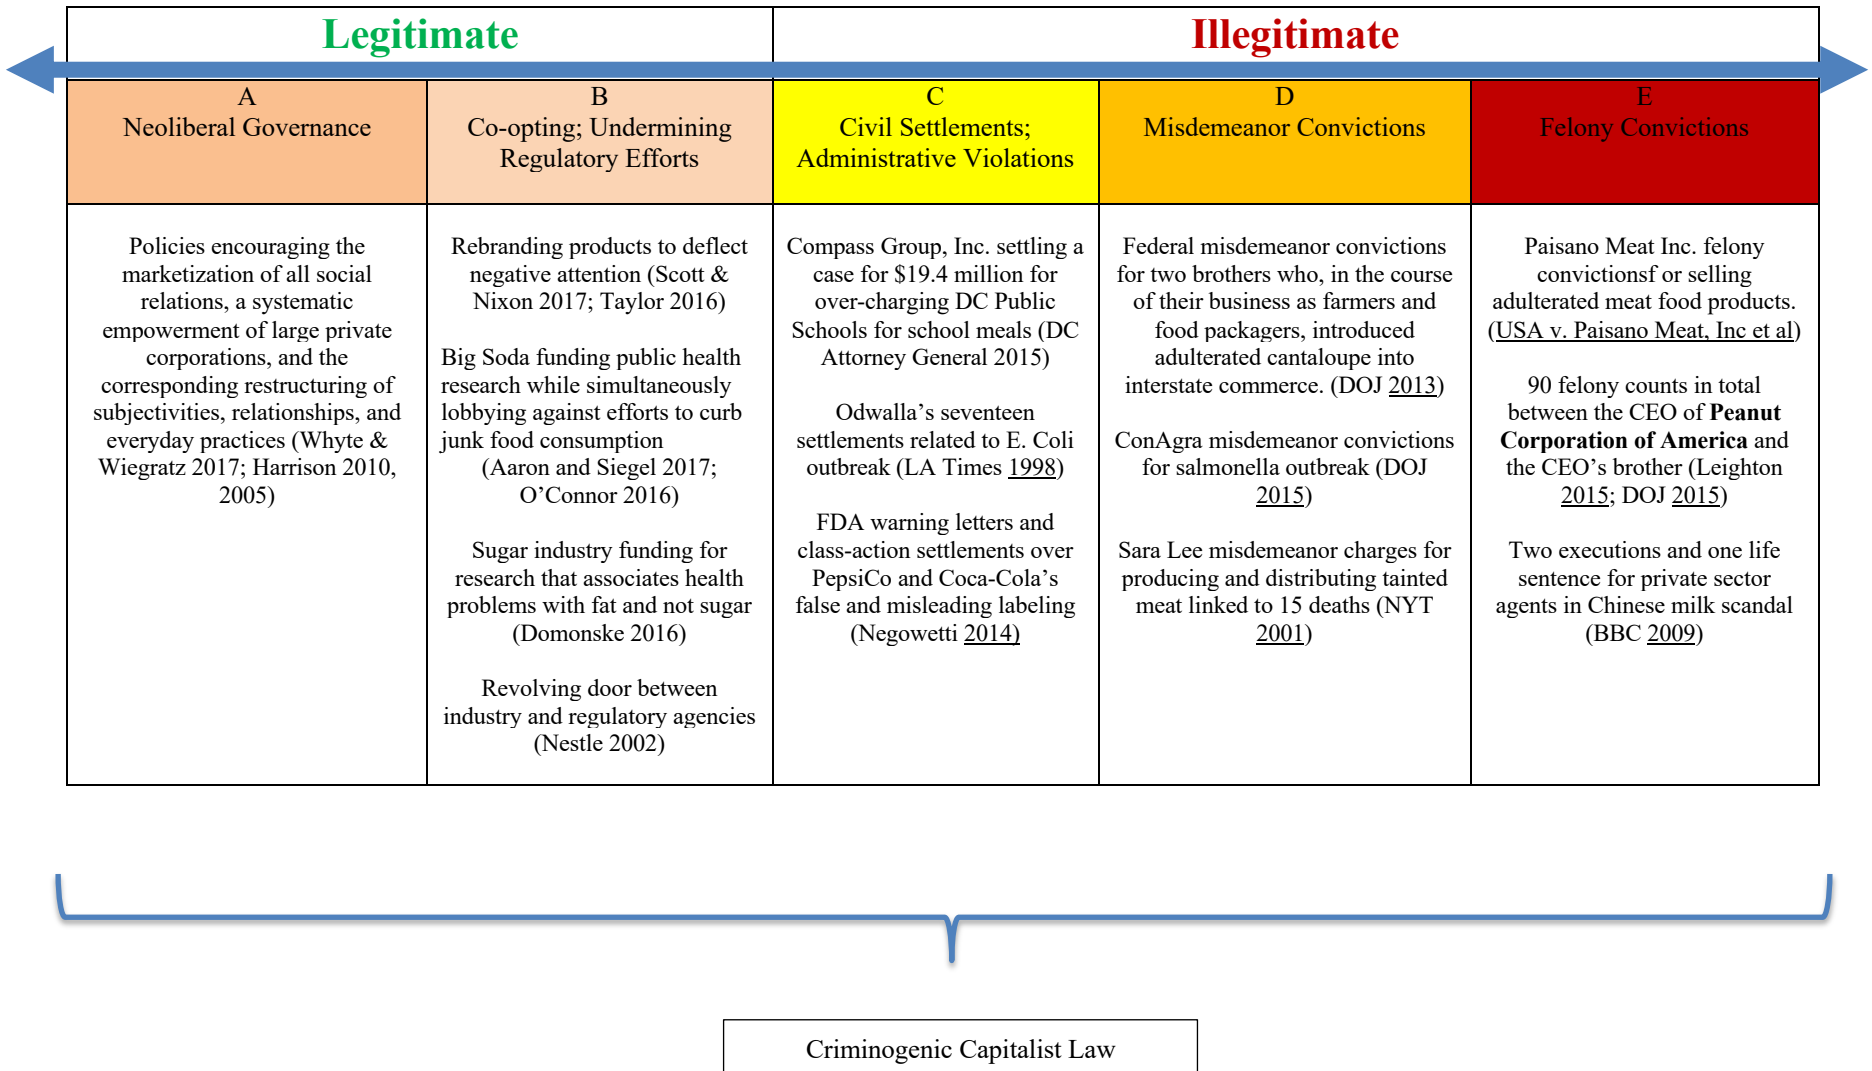 Legitimate
Illegitimate
A
Neoliberal Governance
B
Co-opting; Undermining
Regulatory Efforts
C
Civil Settlements;
Administrative Violations
D
Misdemeanor Convictions
E
Felony Convictions
Policies encouraging the
marketization of all social
relations, a systematic
empowerment of large private
corporations, and the
corresponding restructuring of
subjectivities, relationships, and
everyday practices (Whyte &
Wiegratz 2017; Harrison 2010,
2005)
Rebranding products to deflect
negative attention (Scott &
Nixon 2017; Taylor 2016)
Big Soda funding public health
research while simultaneously
lobbying against efforts to curb
junk food consumption
(Aaron and Siegel 2017;
O’Connor 2016)
Sugar industry funding for
research that associates health
problems with fat and not sugar
(Domonske 2016)
Revolving door between
industry and regulatory agencies
(Nestle 2002)
Compass Group, Inc. settling a
case for $19.4 million for
over-charging DC Public
Schools for school meals (DC
Attorney General 2015)
Odwalla’s seventeen
settlements related to E. Coli
outbreak (LA Times 1998)
FDA warning letters and
class-action settlements over
PepsiCo and Coca-Cola’s
false and misleading labeling
(Negowetti 2014)
Federal misdemeanor convictions
for two brothers who, in the course
of their business as farmers and
food packagers, introduced
adulterated cantaloupe into
interstate commerce. (DOJ 2013)
ConAgra misdemeanor convictions
for salmonella outbreak (DOJ
2015)
Sara Lee misdemeanor charges for
producing and distributing tainted
meat linked to 15 deaths (NYT
2001)
Paisano Meat Inc. felony
convictionsf or selling
adulterated meat food products.
(USA v. Paisano Meat, Inc et al)
90 felony counts in total
between the CEO of Peanut
Corporation of America and
the CEO’s brother (Leighton
2015; DOJ 2015)
Two executions and one life
sentence for private sector
agents in Chinese milk scandal
(BBC 2009)
Criminogenic Capitalist Law